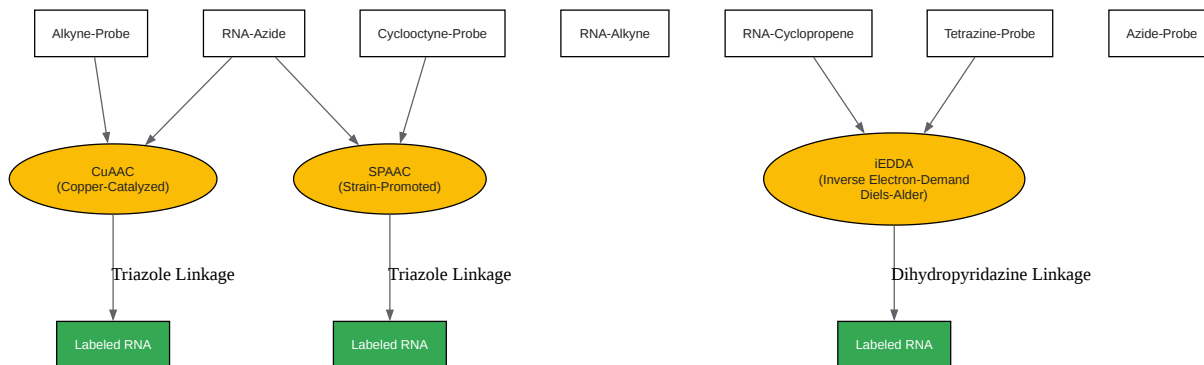 Alkyne-Probe
RNA-Azide
Cyclooctyne-Probe
RNA-Alkyne
RNA-Cyclopropene
Tetrazine-Probe
Azide-Probe
CuAAC
(Copper-Catalyzed)
SPAAC
(Strain-Promoted)
iEDDA
(Inverse Electron-Demand
Diels-Alder)
Triazole Linkage
Triazole Linkage
Dihydropyridazine Linkage
Labeled RNA
Labeled RNA
Labeled RNA